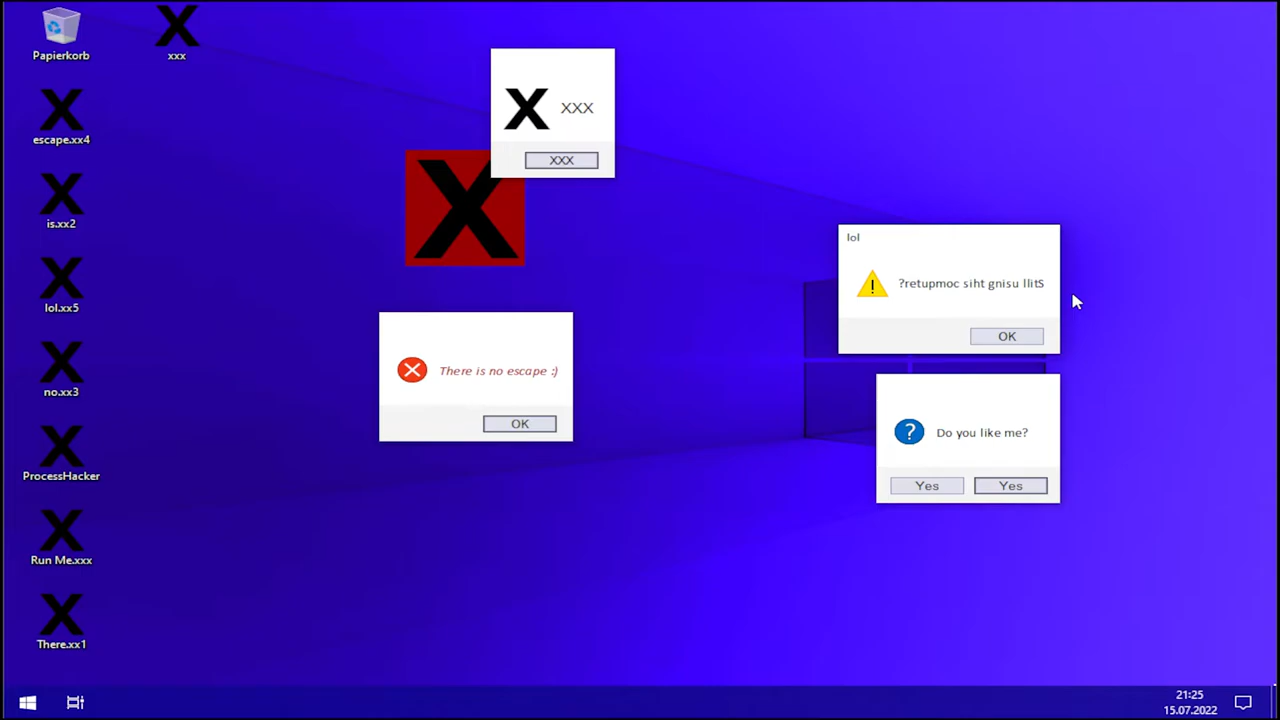 Papierkorb
xxx
escape.xx4
is.xx2
lol.xx5
no.xx3
ProcessHacker
Run Me.xxx
There.xx1
X XXX
XXX
X
There is no escape :)
OK
lol
?retupmoc siht gnisu llitS
OK
Do you like me?
Yes Yes
21:25
15.07.2022